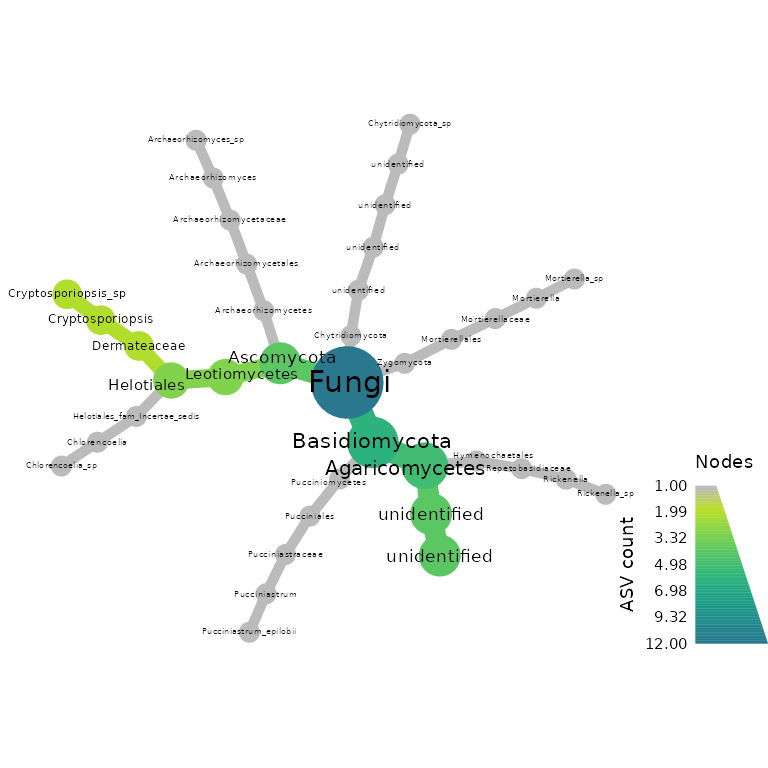 Chytridiomycota_sp
Archaeorhizomyces_sp
unidentified
Archaeorhizomyces
unidentified
Archaeorhizomycetaceae
unidentified
Archaeorhizomycetales
Mortierella_sp
unidentified
Cryptosporiopsis_sp
Mortierella
Archaeorhizomycetes
Cryptosporiopsis
Mortierellaceae
Chytridiomycota
Mortierellales
Dermateaceae
Ascomycota
Zygomycota
Leotiomycetes
Fungi
Helotiales
Helotiales_fam_Incertae_sedis
Basidiomycota
Chlorencoelia
Hymenochaetales
Chlorencoelia_sp
Agaricomycetes
Repetobasidiaceae
Pucciniomycetes
Rickenella
Rickenella_sp
unidentified
Pucciniales
Pucciniastraceae
unidentified
Pucciniastrum
Pucciniastrum_epilobii
Nodes
1.00
1.99
3.32
4.98
6.98
9.32
12.00
ASV count